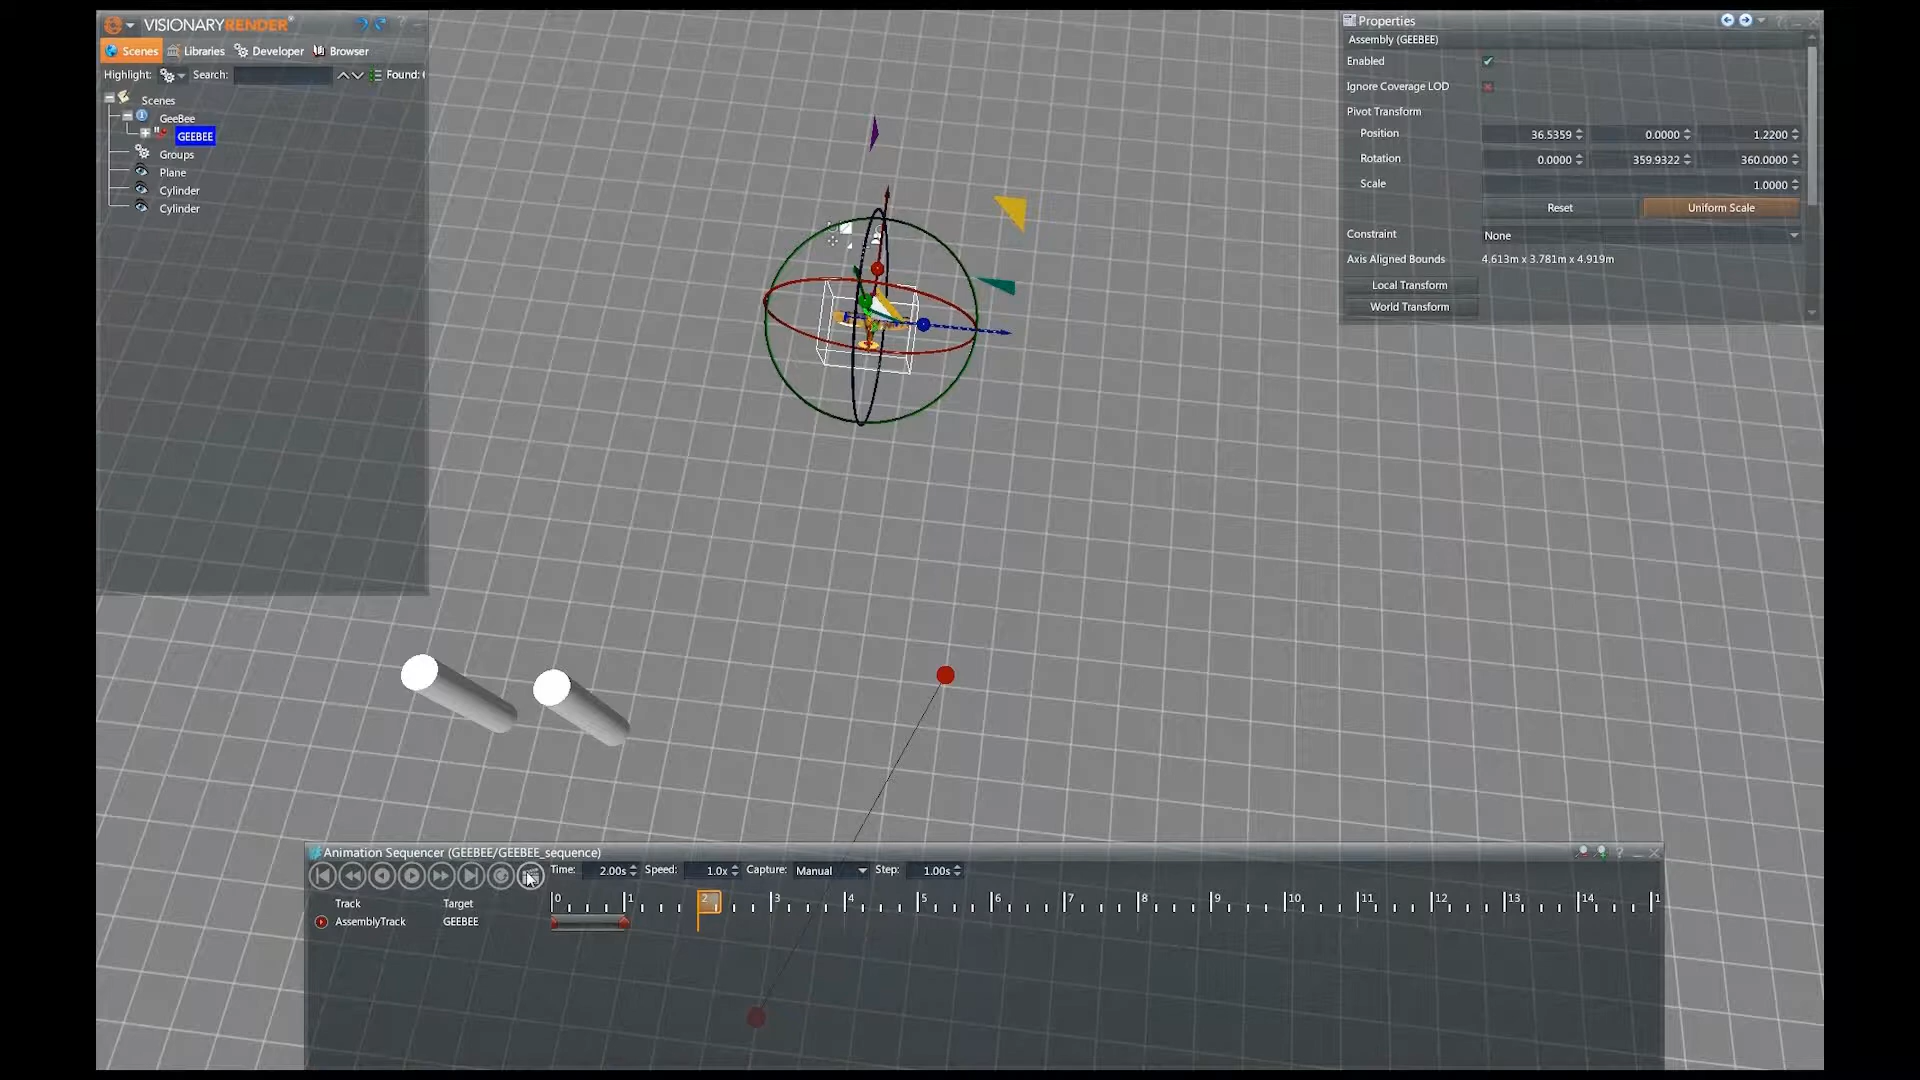 VISIONARYRENDER
Scenes Libraries Developer Browser
Highlight: Search: Found:
Scenes
GeeBee
GEEBEE
Groups
Plane
Cylinder
Cylinder
Properties
Assembly (GEEBEE)
Enabled
Ignore Coverage LOD
Pivot Transform
Position 36.5359 0.0000 1.2200
Rotation 0.0000 359.9322 360.0000
Scale 1.0000
Reset Uniform Scale
Constraint None
Axis Aligned Bounds 4.613m x 3.781m x 4.919m
Local Transform
World Transform
Animation Sequencer (GEEBEE/GEEBEE_sequence)
Time: 2.00s Speed: 1.0x Capture: Manual Step: 1.00s
0 1 2 3 4 5 6 7 8 9 10 11 12 13 14 1
Track Target
AssemblyTrack GEEBEE